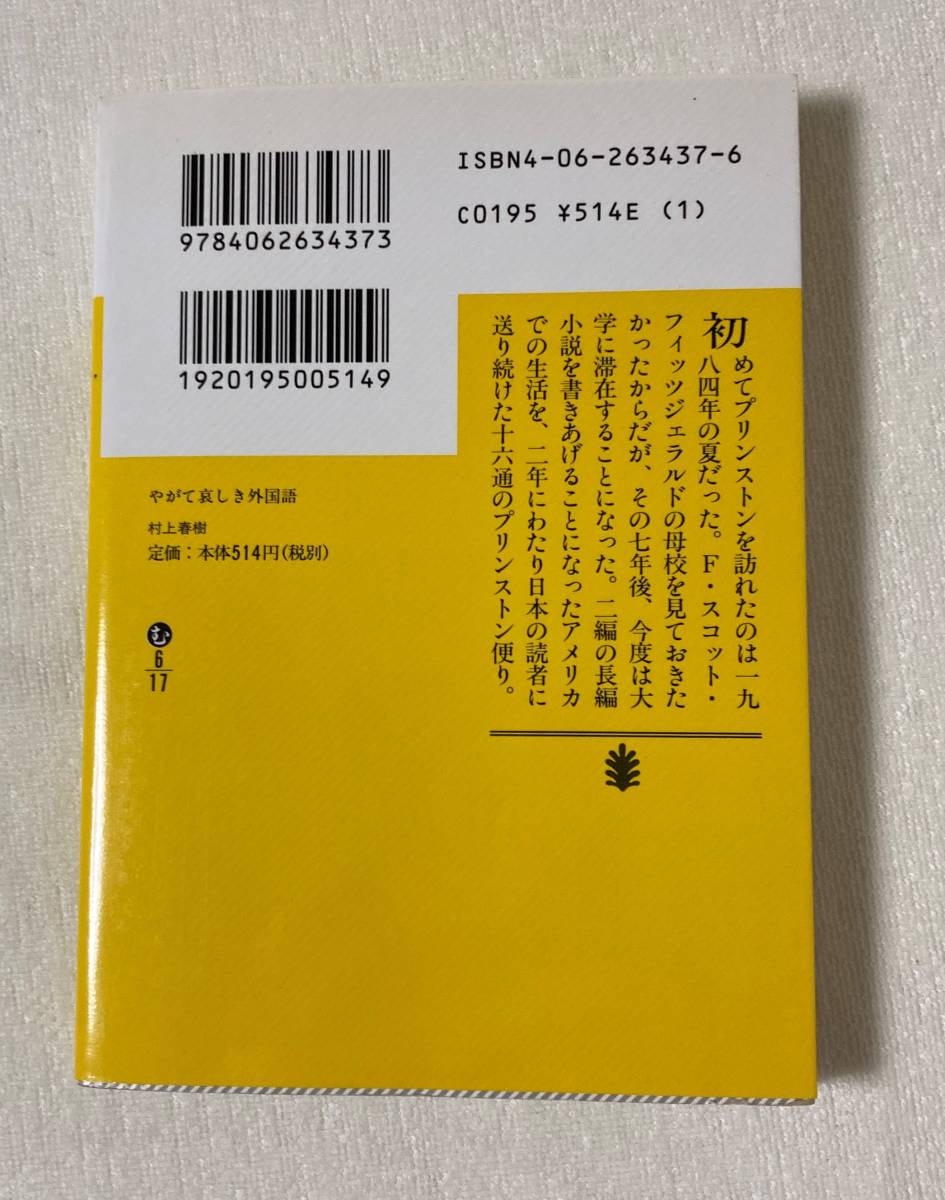 9784062634373
ISBN4-06-263437-6
C0195 ¥514E (1)
1920195005149
初めてプリンストンを訪れたのは一九
八四年の夏だった。F・スコット・
フィッツジェラルドの母校を見ておきた
かったからだが、その七年後、今度は大
学に滞在することになった。二編の長編
小説を書きあげることになったアメリカ
での生活を、二年にわたり日本の読者に
送り続けた十六通のプリンストン便り。
やがて哀しき外国語
村上春樹
定価：本体514円(税別)
む
6
17